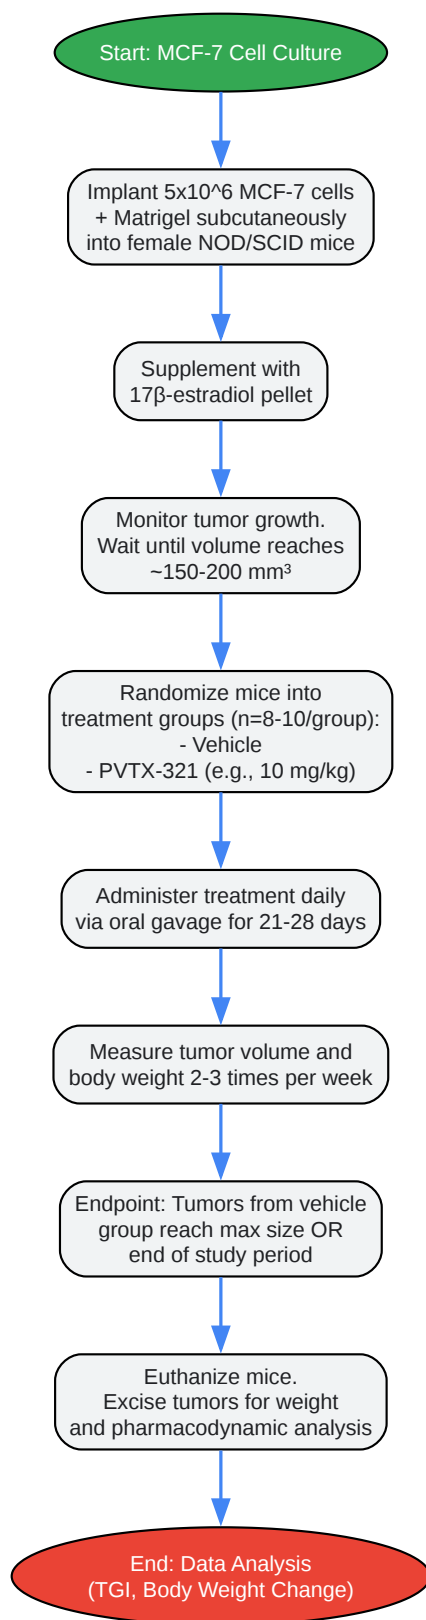 Start: MCF-7 Cell Culture
Implant 5x10^6 MCF-7 cells
+ Matrigel subcutaneously
into female NOD/SCID mice
Supplement with
17β-estradiol pellet
Monitor tumor growth.
Wait until volume reaches
~150-200 mm³
Randomize mice into
treatment groups (n=8-10/group):
- Vehicle
- PVTX-321 (e.g., 10 mg/kg)
Administer treatment daily
via oral gavage for 21-28 days
Measure tumor volume and
body weight 2-3 times per week
Endpoint: Tumors from vehicle
group reach max size OR
end of study period
Euthanize mice.
Excise tumors for weight
and pharmacodynamic analysis
End: Data Analysis
(TGI, Body Weight Change)